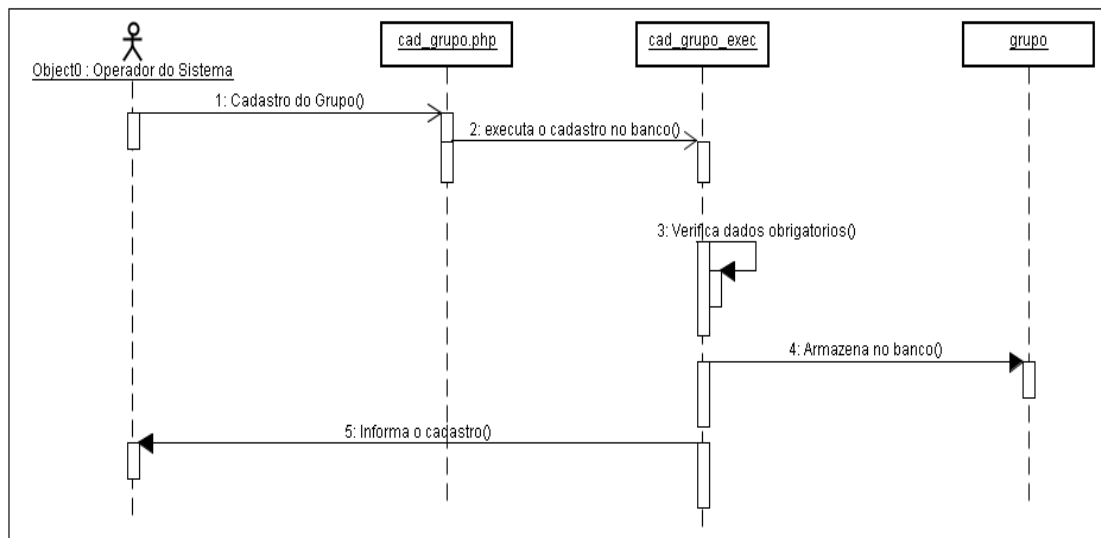 cad_grupo.php
cad_grupo_exec
grupo
Object0 : Operador do Sistema
1: Cadastro do Grupo()
2: executa o cadastro no banco()
3: Verifica dados obrigatorios()
4: Armazena no banco()
5: Informa o cadastro()